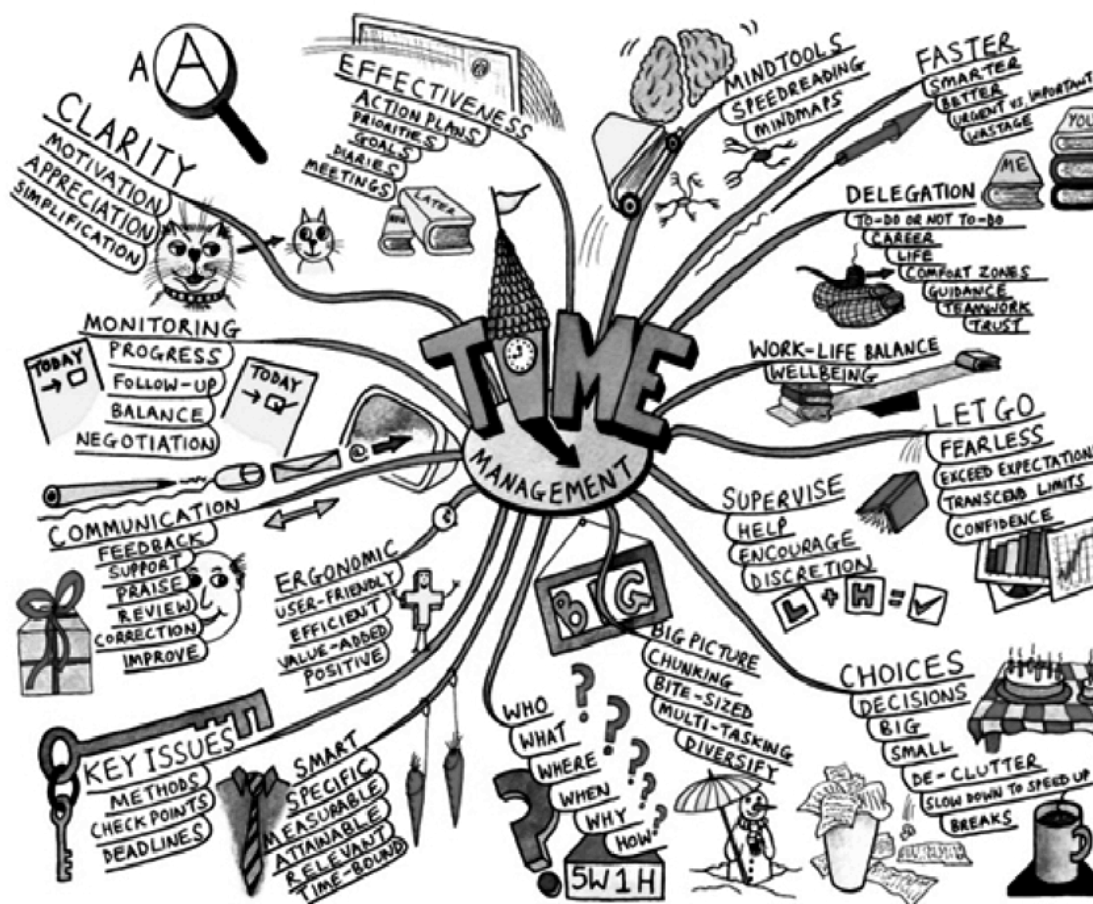 TIME
MANAGEMENT
A A
CLARITY
MOTIVATION
APPRECIATION
SIMPLIFICATION
EFFECTIVENESS
ACTION PLANS
PRIORITIES
GOALS
DIARIES
MEETINGS
LATER
MINDTOOLS
SPEEDREADING
MINDMAPS
FASTER
SMARTER
BETTER
URGENT VS. IMPORTANT
WASTAGE
YOU
ME
DELEGATION
TO-DO OR NOT TO-DO
CAREER
LIFE
COMFORT ZONES
GUIDANCE
TEAMWORK
TRUST
MONITORING
PROGRESS
FOLLOW-UP
BALANCE
NEGOTIATION
TODAY
TODAY
WORK-LIFE BALANCE
WELLBEING
LET GO
FEARLESS
EXCEED EXPECTATION
TRANSCEND LIMITS
CONFIDENCE
@
COMMUNICATION
FEEDBACK
SUPPORT
PRAISE
REVIEW
CORRECTION
IMPROVE
SUPERVISE
HELP
ENCOURAGE
DISCRETION
L + H =
ERGONOMIC
USER-FRIENDLY
EFFICIENT
VALUE-ADDED
POSITIVE
BIG
BIG PICTURE
CHUNKING
BITE-SIZED
MULTI-TASKING
DIVERSIFY
CHOICES
DECISIONS
BIG
SMALL
DE-CLUTTER
SLOW DOWN TO SPEED UP
BREAKS
KEY ISSUES
METHODS
CHECKPOINTS
DEADLINES
SMART
SPECIFIC
MEASURABLE
ATTAINABLE
RELEVANT
TIME-BOUND
WHO
WHAT
WHERE
WHEN
WHY
HOW
? ? ? ? ? ? ?
5W1H